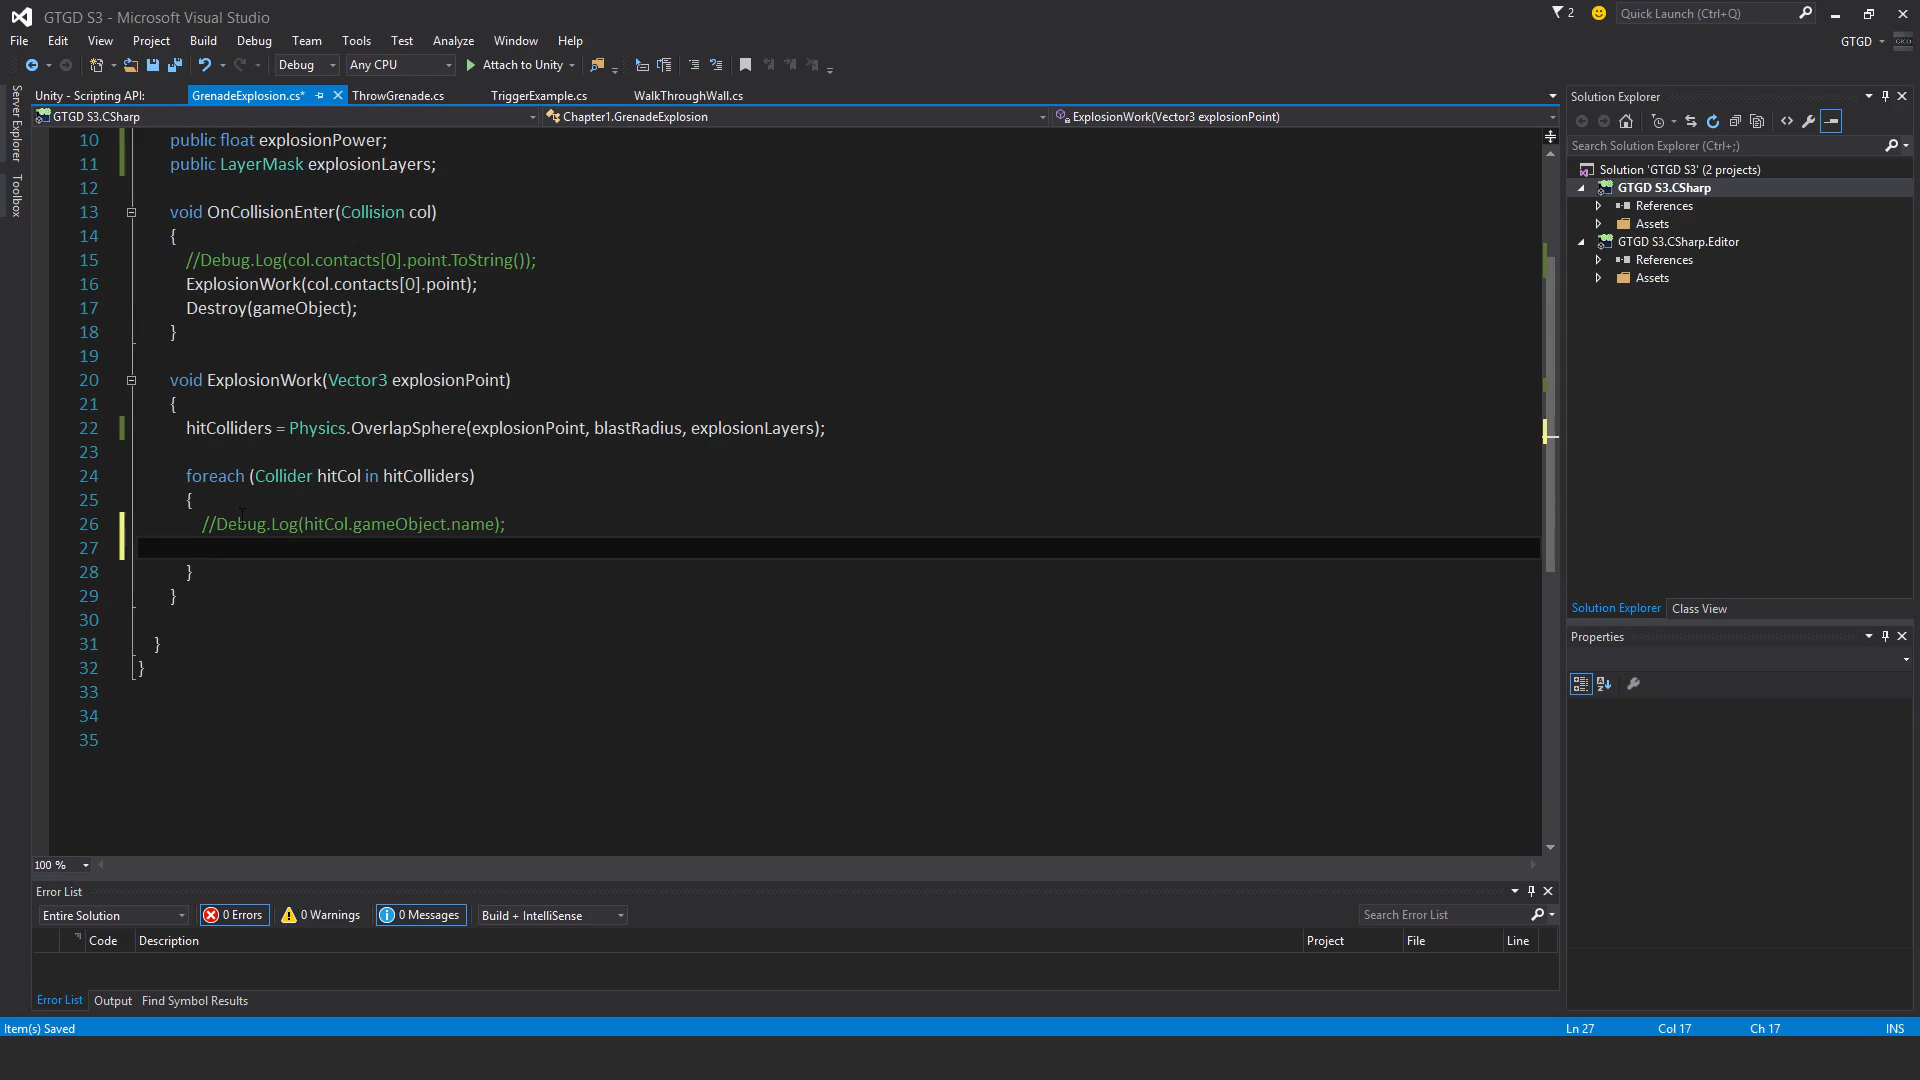 GTGD S3 - Microsoft Visual Studio
2
Quick Launch (Ctrl+Q)
File Edit View Project Build Debug Team Tools Test Analyze Window Help
GTGD
Debug Any CPU Attach to Unity
Server Explorer
Toolbox
Unity - Scripting API: GrenadeExplosion.cs* ThrowGrenade.cs TriggerExample.cs WalkThroughWall.cs
GTGD S3.CSharp Chapter1.GrenadeExplosion ExplosionWork(Vector3 explosionPoint)
10 public float explosionPower;
11 public LayerMask explosionLayers;
12
13 void OnCollisionEnter(Collision col)
14 {
15 //Debug.Log(col.contacts[0].point.ToString());
16 ExplosionWork(col.contacts[0].point);
17 Destroy(gameObject);
18 }
19
20 void ExplosionWork(Vector3 explosionPoint)
21 {
22 hitColliders = Physics.OverlapSphere(explosionPoint, blastRadius, explosionLayers);
23
24 foreach (Collider hitCol in hitColliders)
25 {
26 //Debug.Log(hitCol.gameObject.name);
27
28 }
29 }
30
31 }
32 }
33
34
35
100 %
Solution Explorer
Search Solution Explorer (Ctrl+;)
Solution 'GTGD S3' (2 projects)
GTGD S3.CSharp
References
Assets
GTGD S3.CSharp.Editor
References
Assets
Solution Explorer Class View
Properties
Error List
Entire Solution 0 Errors 0 Warnings 0 Messages Build + IntelliSense Search Error List
Code Description Project File Line
Error List Output Find Symbol Results
Item(s) Saved Ln 27 Col 17 Ch 17 INS